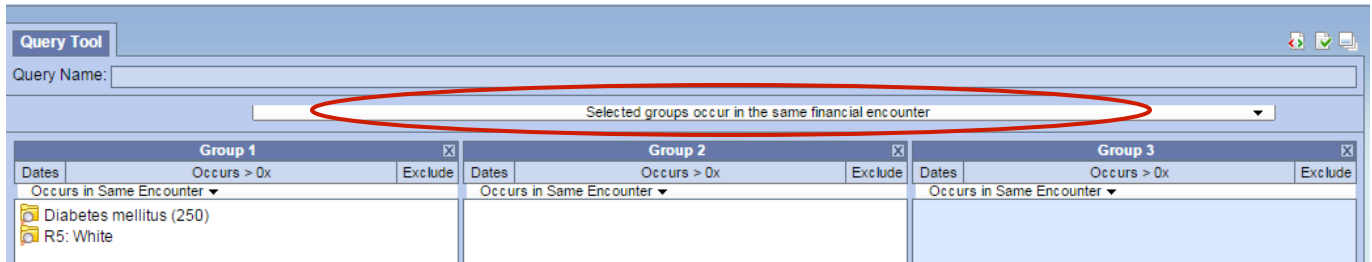 Query Tool
Query Name:
Selected groups occur in the same financial encounter
Group 1 Group 2 Group 3
Dates Occurs > 0x Exclude Dates Occurs > 0x Exclude Dates Occurs > 0x Exclude
Occurs in Same Encounter Occurs in Same Encounter Occurs in Same Encounter
Diabetes mellitus (250)
R5: White